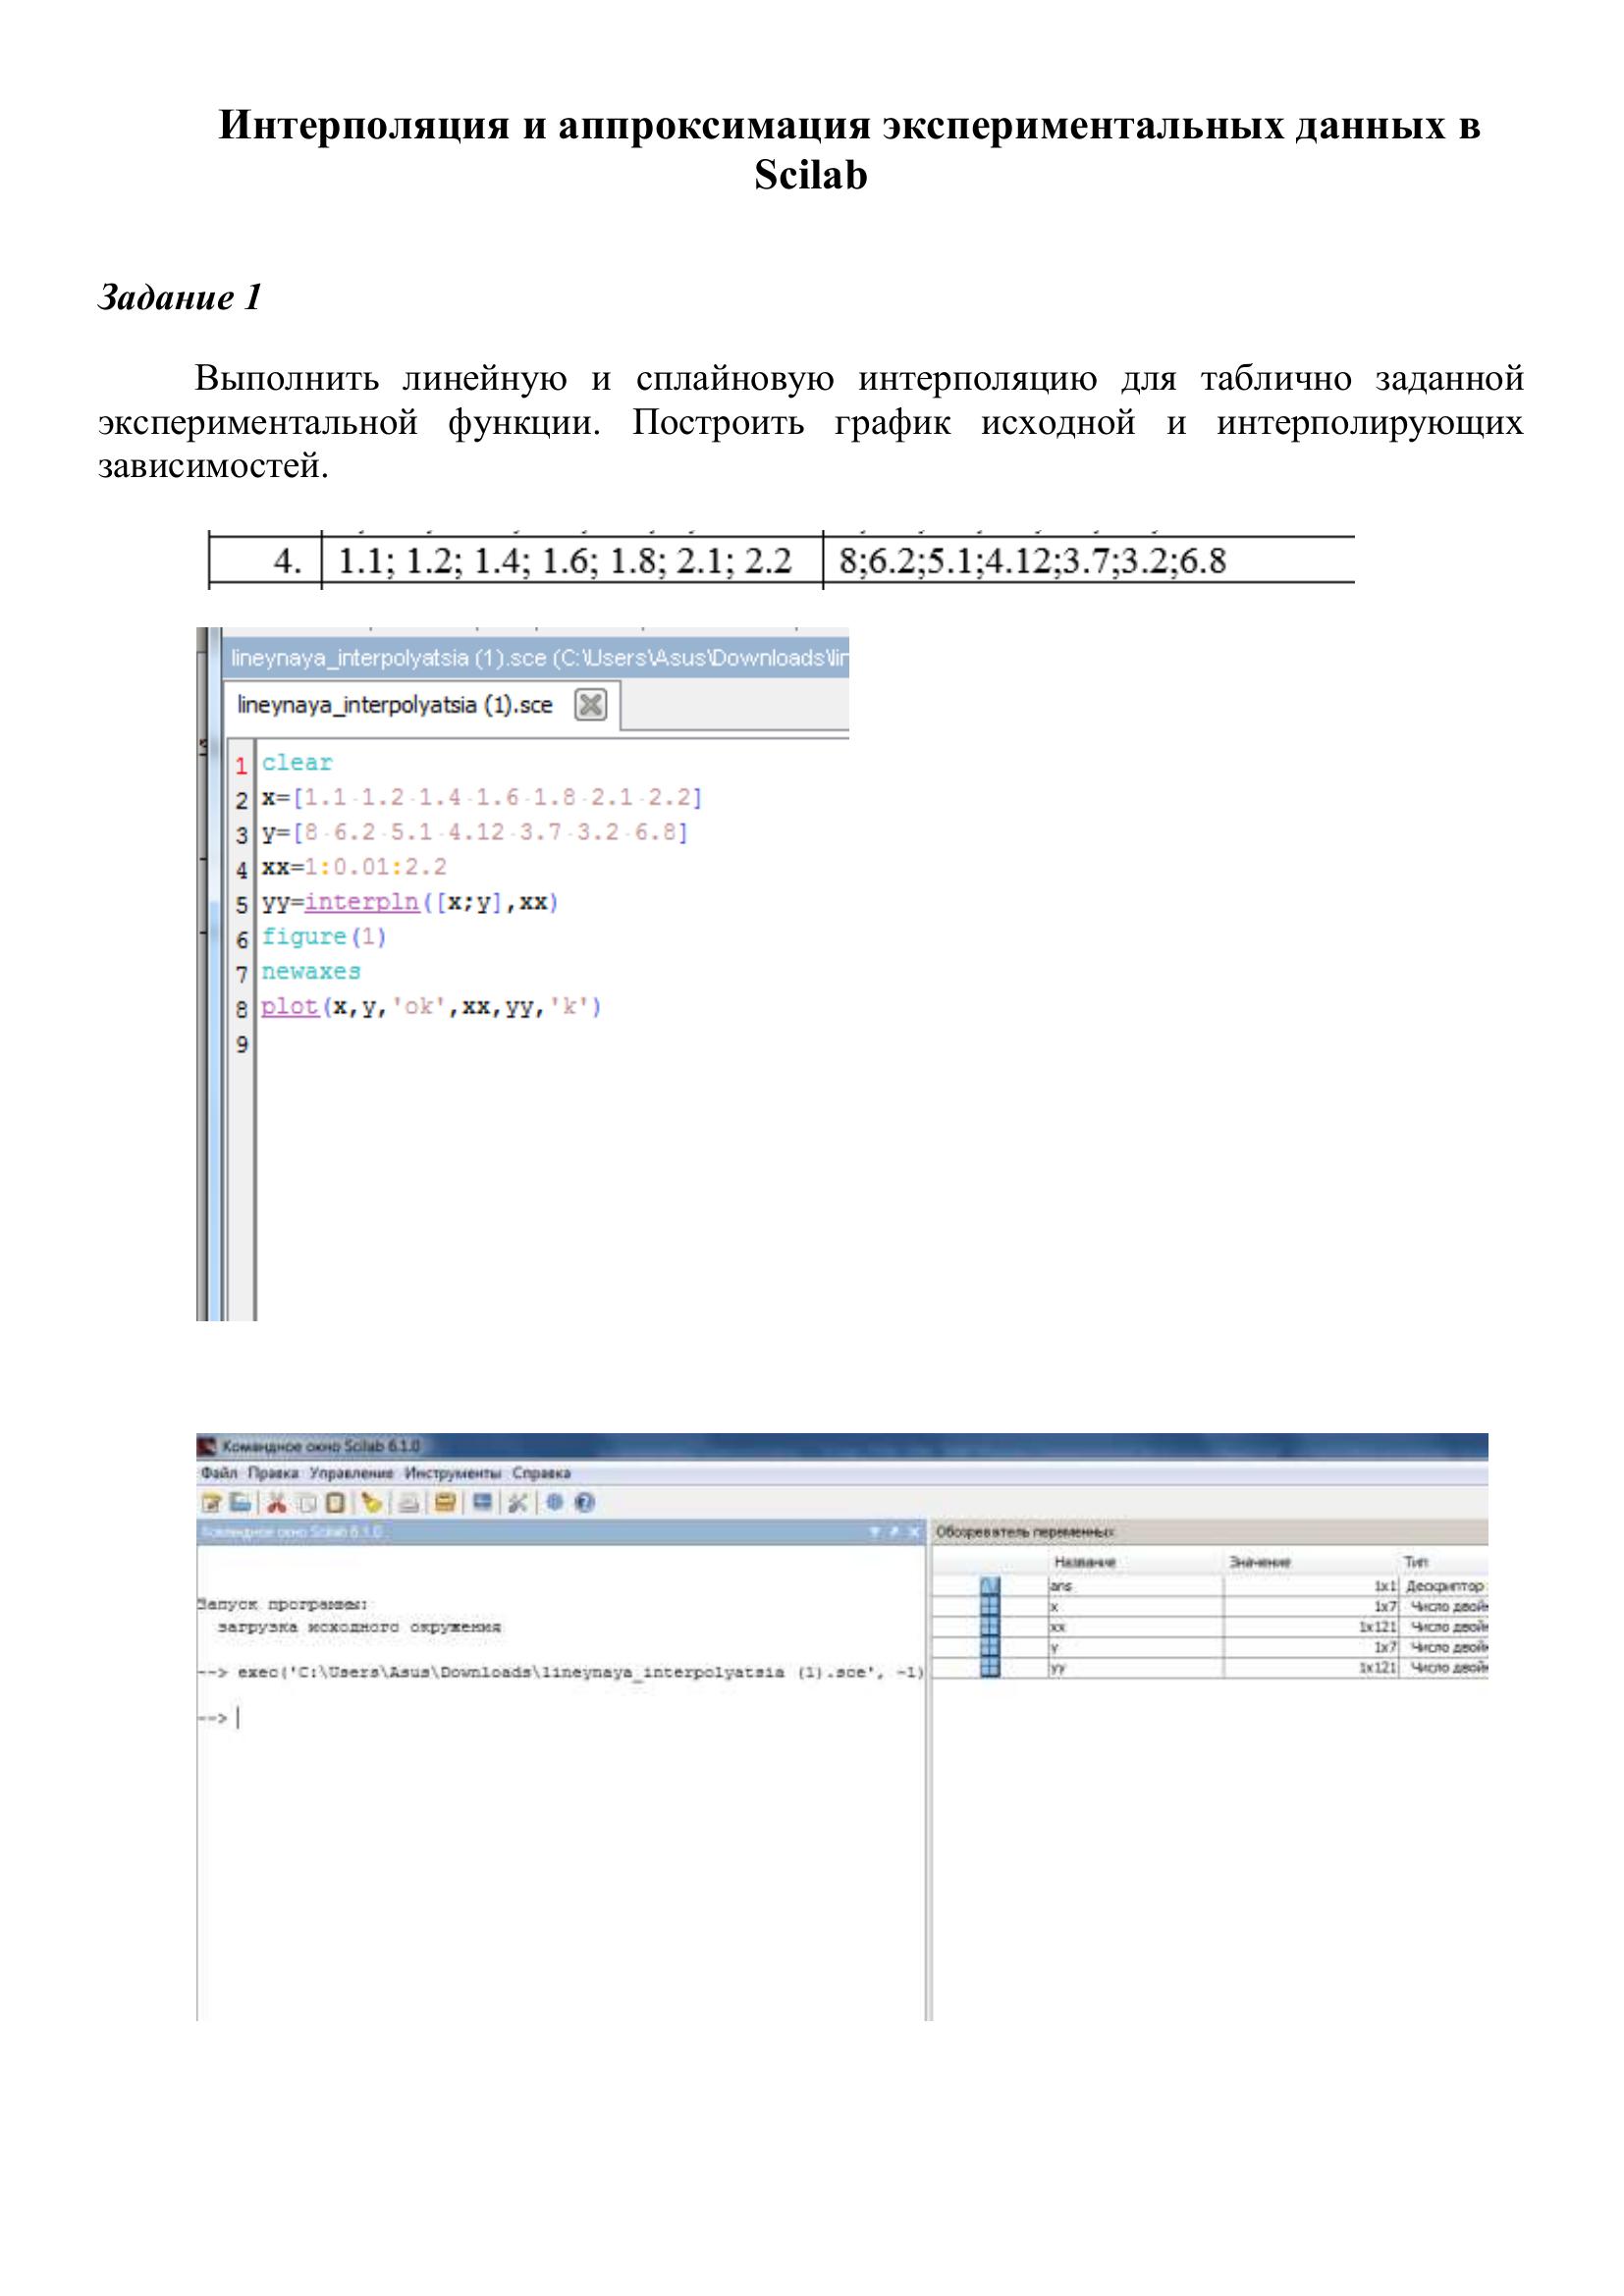 Интерполяция и аппроксимация экспериментальных данных в
Scilab
Задание 1
Выполнить линейную и сплайновую интерполяцию для таблично заданной
экспериментальной функции. Построить график исходной и интерполирующих
зависимостей.
4. 1.1; 1.2; 1.4; 1.6; 1.8; 2.1; 2.2 8;6.2;5.1;4.12;3.7;3.2;6.8
lineynaya_interpolyatsia (1).sce (C:\Users\Asus\Downloads\lin
lineynaya_interpolyatsia (1).sce
1 clear
2 x=[1.1 1.2 1.4 1.6 1.8 2.1 2.2]
3 y=[8 6.2 5.1 4.12 3.7 3.2 6.8]
4 xx=1:0.01:2.2
5 yy=interpln([x;y],xx)
6 figure(1)
7 newaxes
8 plot(x,y,'ok',xx,yy,'k')
9
Командное окно Scilab 6.1.0
Файл Правка Управление Инструменты Справка
Командное окно Scilab 6.1.0
Обозреватель переменных
Название Значение Тип
ans 1x1 Дескриптор
x 1x7 Число двой
xx 1x121 Число двой
y 1x7 Число двой
yy 1x121 Число двой
Запуск программы:
загрузка исходного окружения
--> exec('C:\Users\Asus\Downloads\lineynaya_interpolyatsia (1).sce', -1)
-->